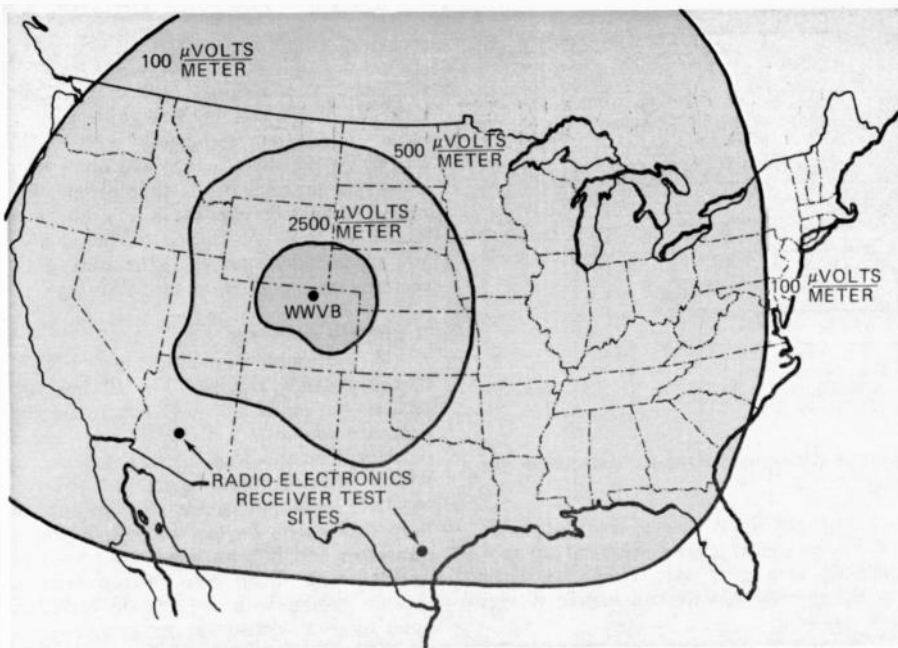 100 µVOLTS
METER
500 µVOLTS
METER
2500 µVOLTS
METER
WWVB
100 µVOLTS
METER
RADIO-ELECTRONICS
RECEIVER TEST
SITES